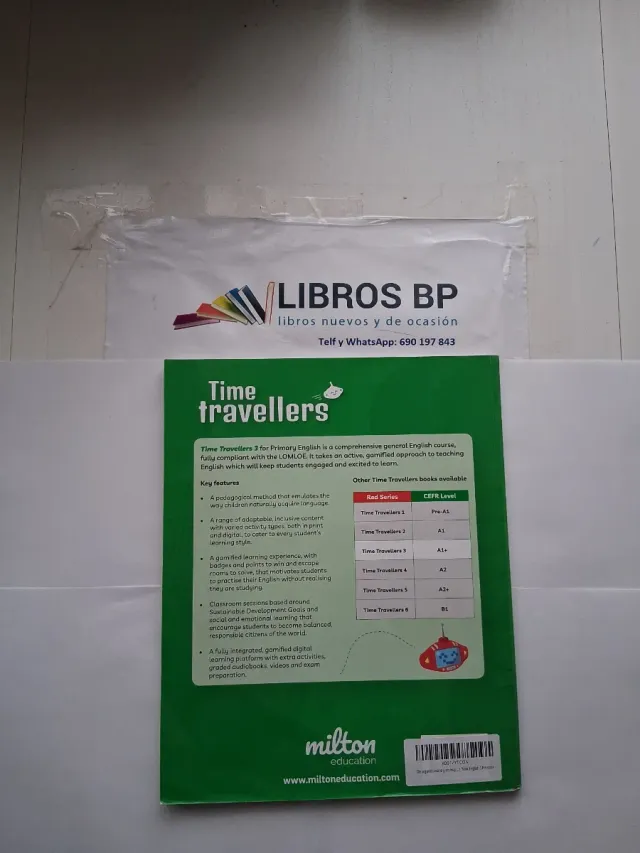 LIBROS BP
libros nuevos y de ocasión
Telf y WhatsApp: 690 197 843
Time
travellers
Time Travellers 3 for Primary English is a comprehensive general English course,
fully compliant with the LOMLOE. It takes an active, gamified approach to teaching
English which will keep students engaged and excited to learn.
Key features
• A pedagogical method that emulates the
way children naturally acquire language.
• A range of adaptable, inclusive content
with varied activity types, both in print
and digital, to cater to every student's
learning style.
• A gamified learning experience, with
badges and points to win and escape
rooms to solve, that motivates students
to practise their English without realising
they are studying.
• Classroom sessions based around
Sustainable Development Goals and
social and emotional learning that
encourage students to become balanced,
responsible citizens of the world.
• A fully integrated, gamified digital
learning platform with extra activities,
graded audiobooks, videos and exam
preparation.
Other Time Travellers books available
Red Series CEFR Level
Time Travellers 1 Pre-A1
Time Travellers 2 A1
Time Travellers 3 A1+
Time Travellers 4 A2
Time Travellers 5 A2+
Time Travellers 6 B1
milton
education
www.miltoneducation.com